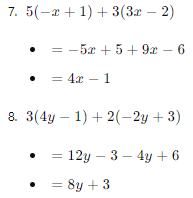 7. 5(−x + 1) + 3(3x − 2)
• = −5x + 5 + 9x − 6
• = 4x − 1
8. 3(4y − 1) + 2(−2y + 3)
• = 12y − 3 − 4y + 6
• = 8y + 3